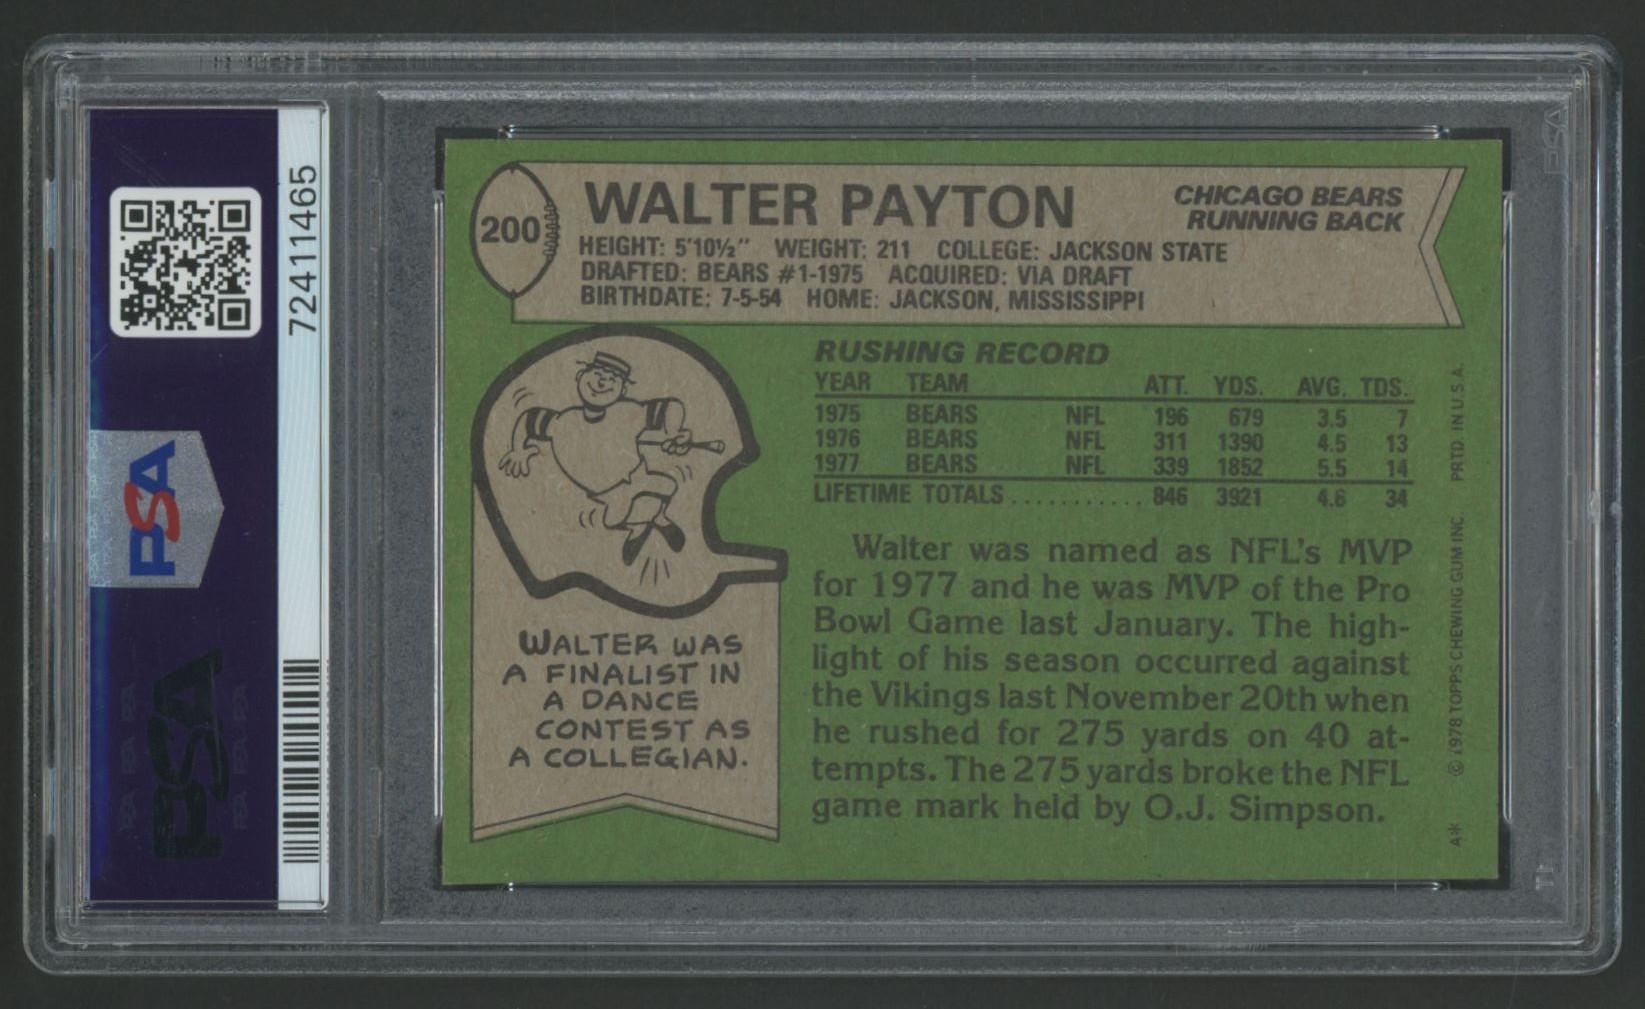 72411465
PSA
PSA
200
WALTER PAYTON
CHICAGO BEARS
RUNNING BACK
HEIGHT: 5'10½" WEIGHT: 211 COLLEGE: JACKSON STATE
DRAFTED: BEARS #1-1975 ACQUIRED: VIA DRAFT
BIRTHDATE: 7-5-54 HOME: JACKSON, MISSISSIPPI
RUSHING RECORD
YEAR TEAM ATT. YDS. AVG. TDS.
1975 BEARS NFL 196 679 3.5 7
1976 BEARS NFL 311 1390 4.5 13
1977 BEARS NFL 339 1852 5.5 14
LIFETIME TOTALS ........... 846 3921 4.6 34
WALTER WAS
A FINALIST IN
A DANCE
CONTEST AS
A COLLEGIAN.
Walter was named as NFL's MVP
for 1977 and he was MVP of the Pro
Bowl Game last January. The high-
light of his season occurred against
the Vikings last November 20th when
he rushed for 275 yards on 40 at-
tempts. The 275 yards broke the NFL
game mark held by O.J. Simpson.
A* © 1978 TOPPS CHEWING GUM INC. PRTD. IN U.S.A.
PSA